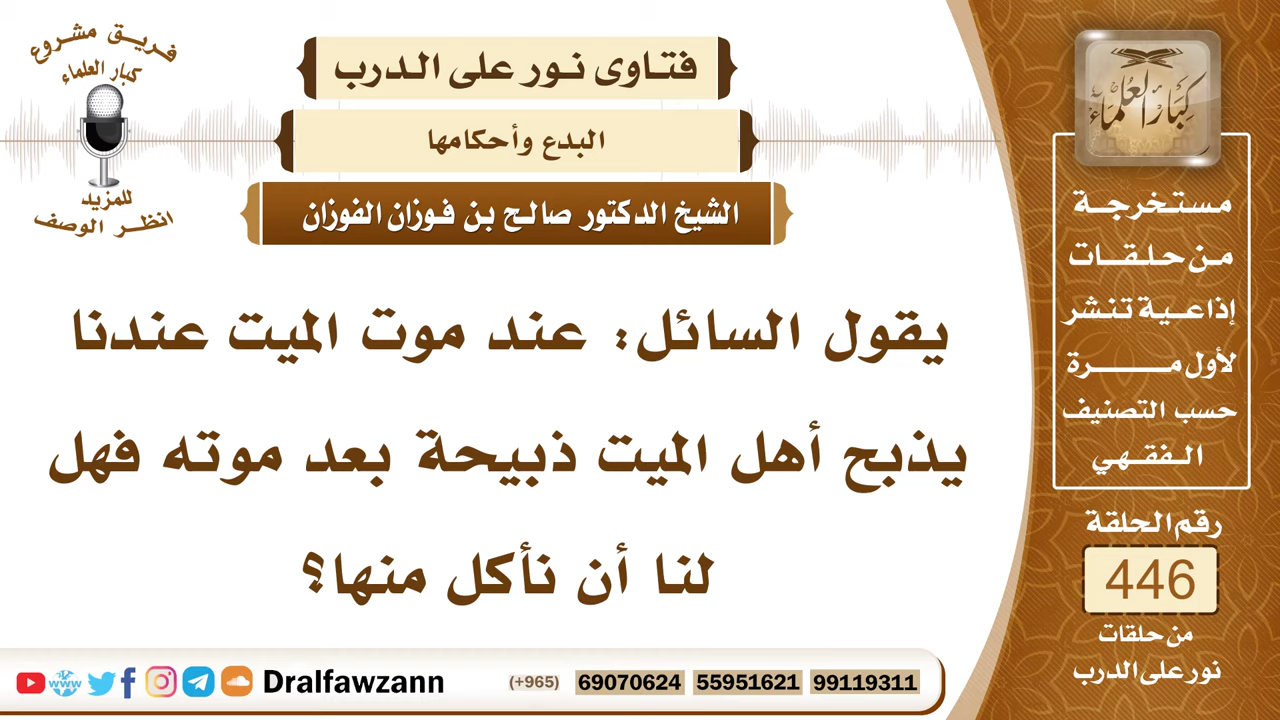 فريق مشروع
كبار العلماء
للمزيد
انظر الوصف
فتاوى نور على الدرب
البدع وأحكامها
الشيخ الدكتور صالح بن فوزان الفوزان
يقول السائل: عند موت الميت عندنا
يذبح أهل الميت ذبيحة بعد موته فهل
لنا أن نأكل منها؟
كبار العلماء
مستخرجة
من حلقات
إذاعية تنشر
لأول مرة
حسب التصنيف
الفقهي
رقم الحلقة
446
من حلقات
نور على الدرب
www Dralfawzann (+965) 69070624 55951621 99119311